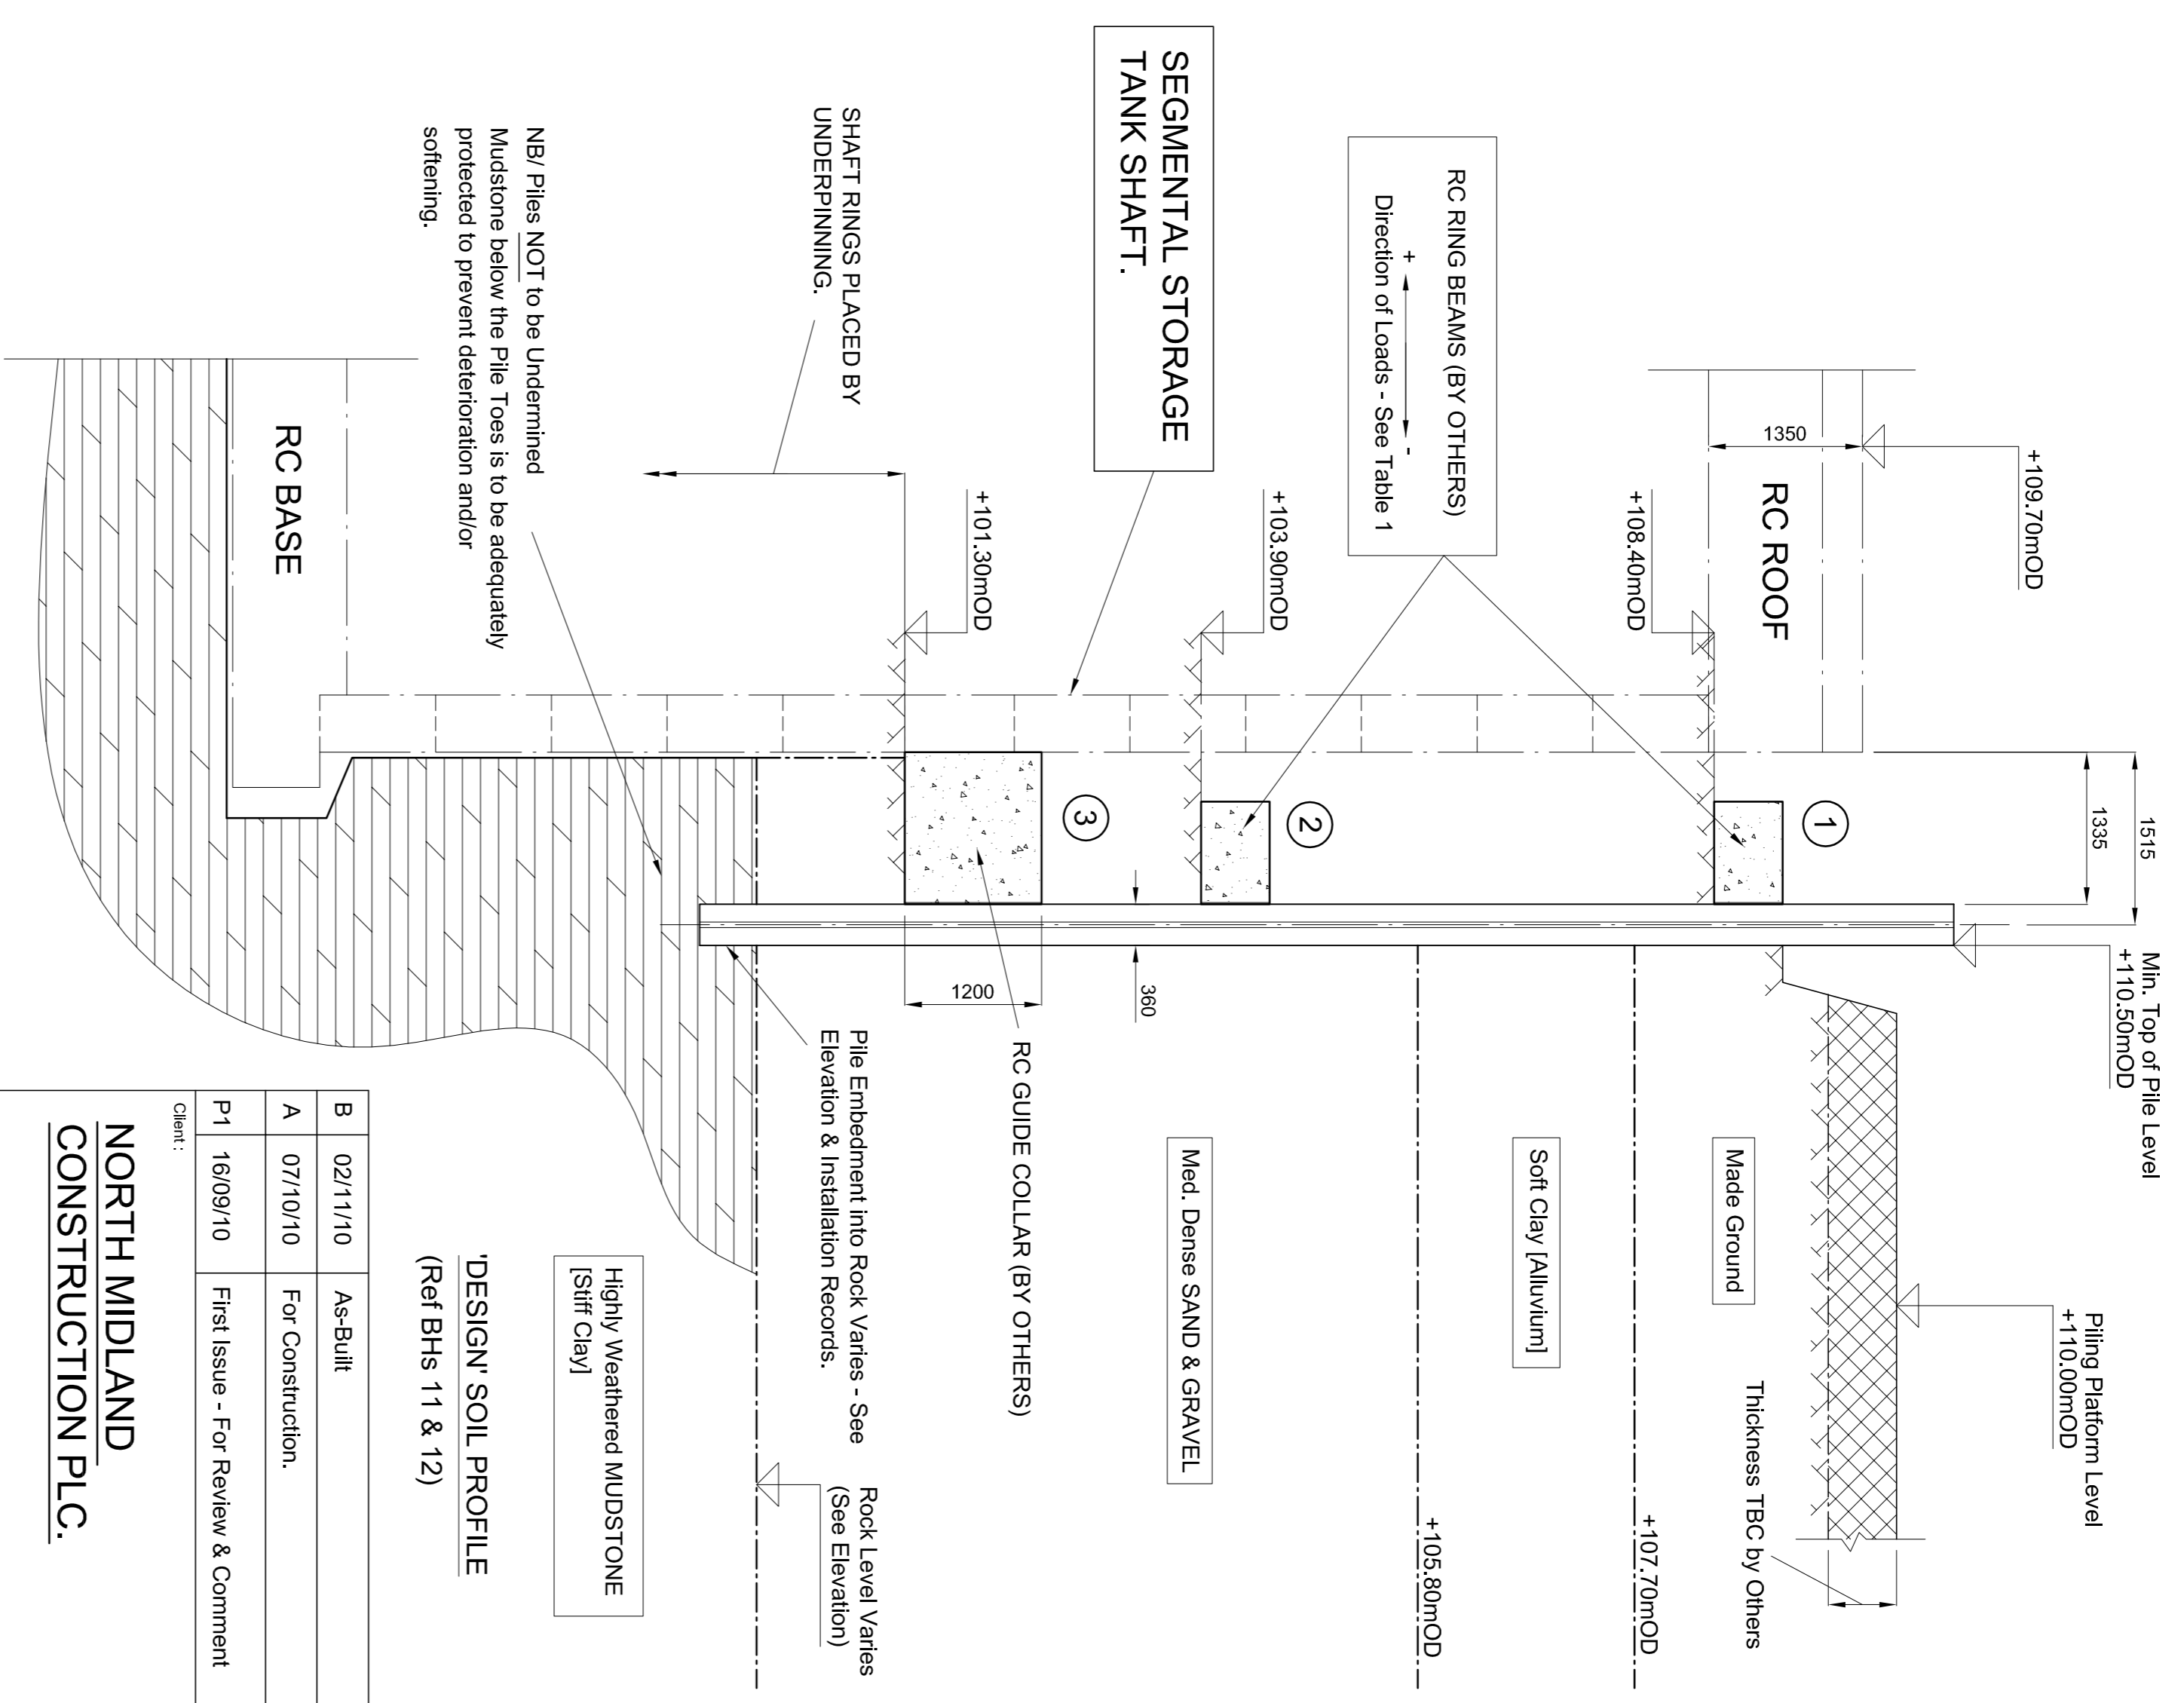 Min. Top of Pile Level
+110.50mOD
Piling Platform Level
+110.00mOD
1515
1335
+109.70mOD
1350
RC ROOF
1
Made Ground
Thickness TBC by Others
+108.40mOD
+107.70mOD
RC RING BEAMS (BY OTHERS)
+ -
Direction of Loads - See Table 1
Soft Clay [Alluvium]
+105.80mOD
2
+103.90mOD
360
SEGMENTAL STORAGE
TANK SHAFT.
Med. Dense SAND & GRAVEL
3
+101.30mOD
1200
RC GUIDE COLLAR (BY OTHERS)
SHAFT RINGS PLACED BY
UNDERPINNING.
Pile Embedment into Rock Varies - See
Elevation & Installation Records.
Rock Level Varies
(See Elevation)
NB/ Piles NOT to be Undermined
Mudstone below the Pile Toes is to be adequately
protected to prevent deterioration and/or
softening.
Highly Weathered MUDSTONE
[Stiff Clay]
'DESIGN' SOIL PROFILE
(Ref BHs 11 & 12)
RC BASE
B 02/11/10 As-Built
A 07/10/10 For Construction.
P1 16/09/10 First Issue - For Review & Comment
Client :
NORTH MIDLAND
CONSTRUCTION PLC.